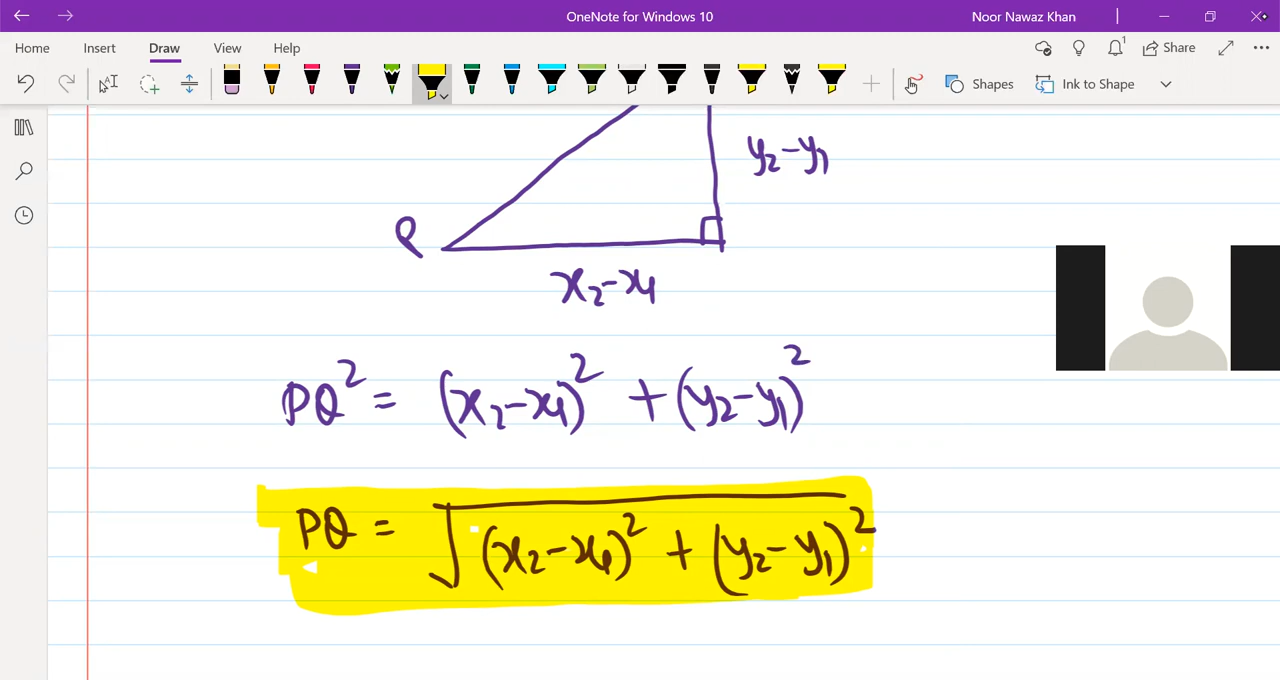 OneNote for Windows 10
Noor Nawaz Khan
Home Insert Draw View Help
1
Share
Shapes
Ink to Shape
y₂-y₁
P
x₂-x₁
PQ² = (x₂-x₁)² + (y₂-y₁)²
PQ = √(x₂-x₁)² + (y₂-y₁)²